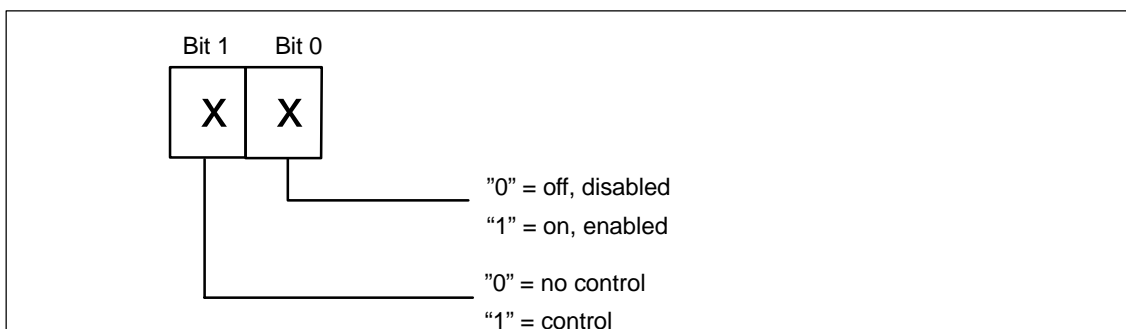 Bit 1 Bit 0
X X
”0” = off, disabled
“1” = on, enabled
”0” = no control
“1” = control